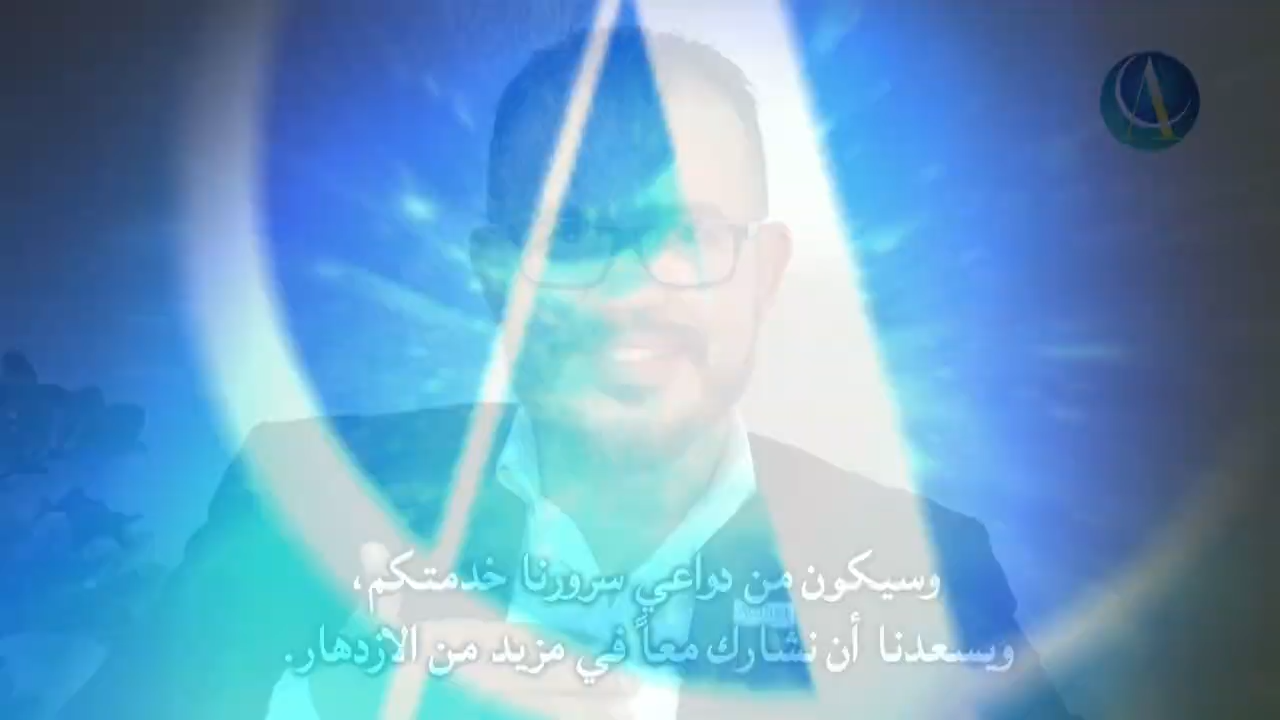 وسيكون من دواعي سرورنا خدمتكم،
ويسعدنا أن نشارك معاً في مزيد من الازدهار.